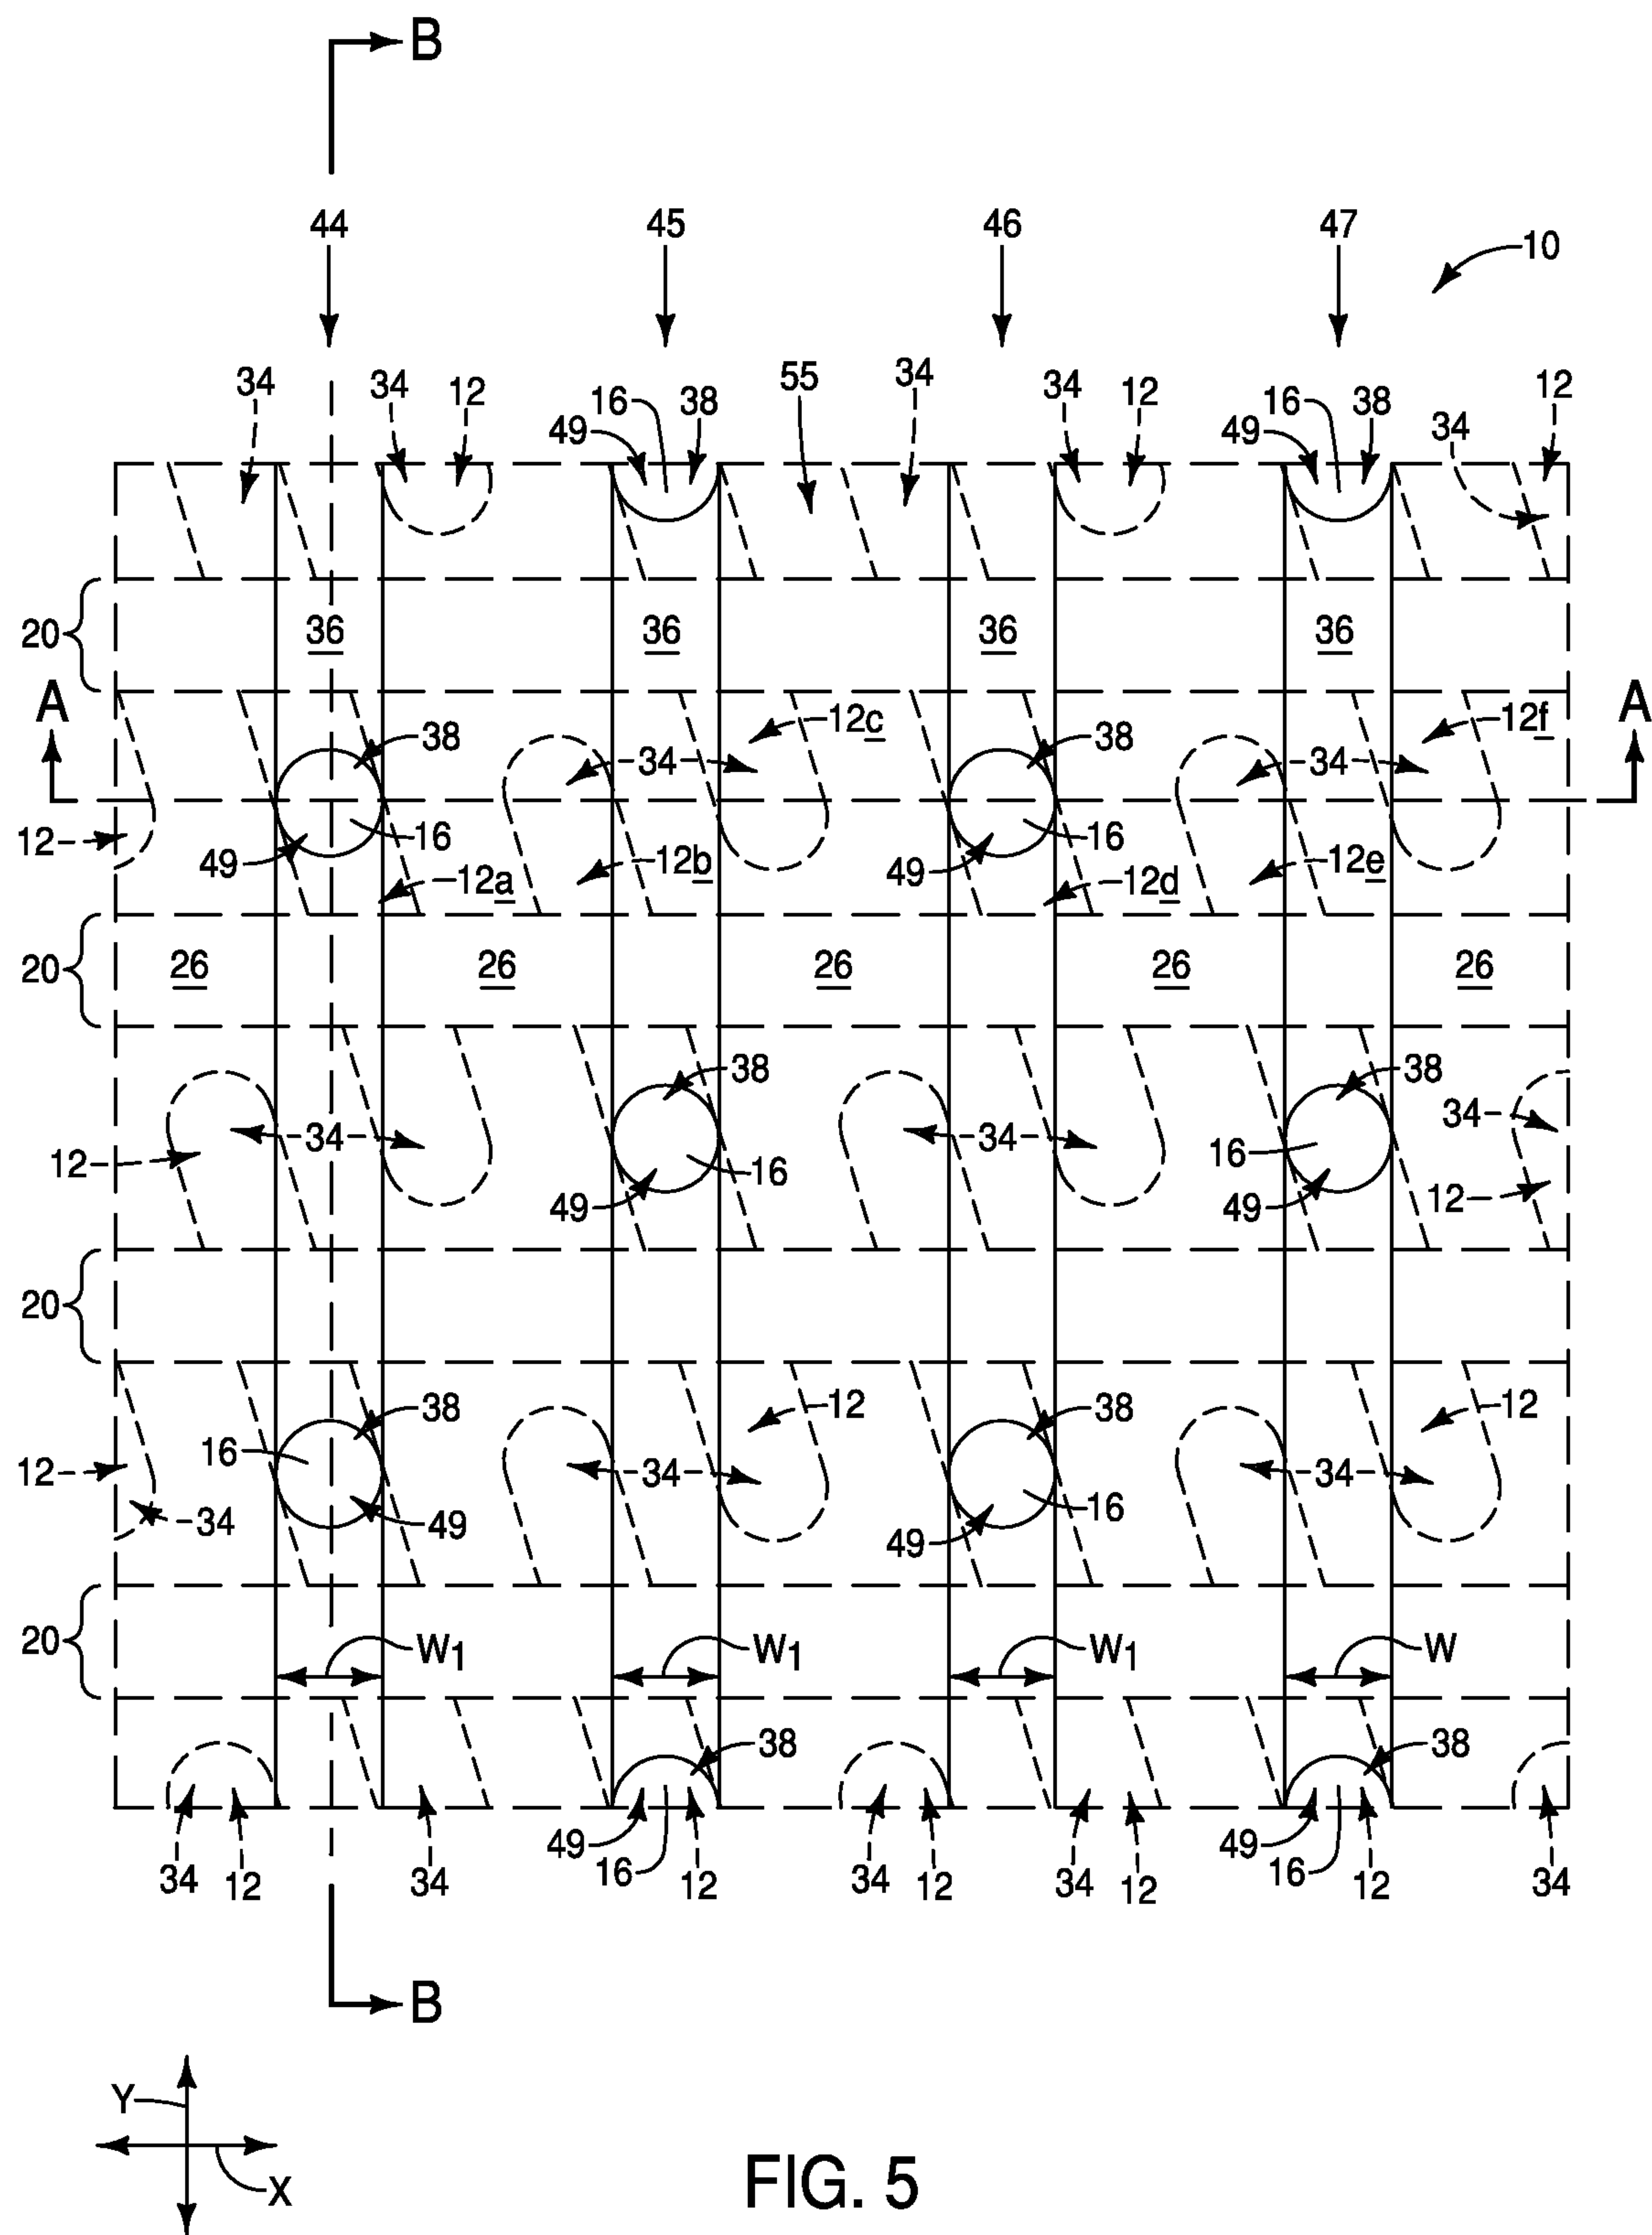 B
44 45 46 47
10
34 34 12 16 38 55 34 34 12 16 38 34 12
49 49
20 36 36 36 36
A A
38 34 12c 38 34 12f
12 49 16 12b 49 16 12e
12a 12d
20 26 26 26 26 26
38 38
12 34 16 34 16 34
49 49 12
20
38 12 38 12
12 16 34 34
34 49 49 16
20 W1 W1 W1 W
38 38
49 49
34 12 34 16 12 34 12 34 12 16 12 34
B
Y
X
FIG. 5